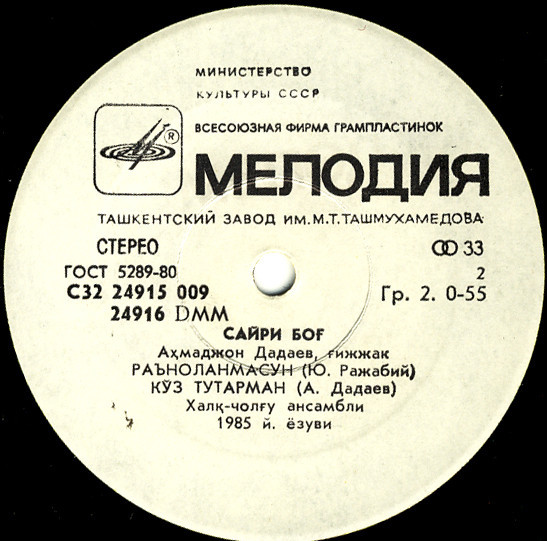 МИНИСТЕРСТВО
КУЛЬТУРЫ СССР
ВСЕСОЮЗНАЯ ФИРМА ГРАМПЛАСТИНОК
®
МЕЛОДИЯ
ТАШКЕНТСКИЙ ЗАВОД ИМ. М.Т. ТАШМУХАМЕДОВА
СТЕРЕО 33
ГОСТ 5289-80 2
С32 24915 009 Гр. 2. 0-55
24916 DMM
САЙРИ БОҒ
Аҳмаджон Дадаев, ғижжак
РАЪНОЛАНМАСУН (Ю. Ражабий)
КЎЗ ТУТАРМАН (А. Дадаев)
Халқ-чолғу ансамбли
1985 й. ёзуви